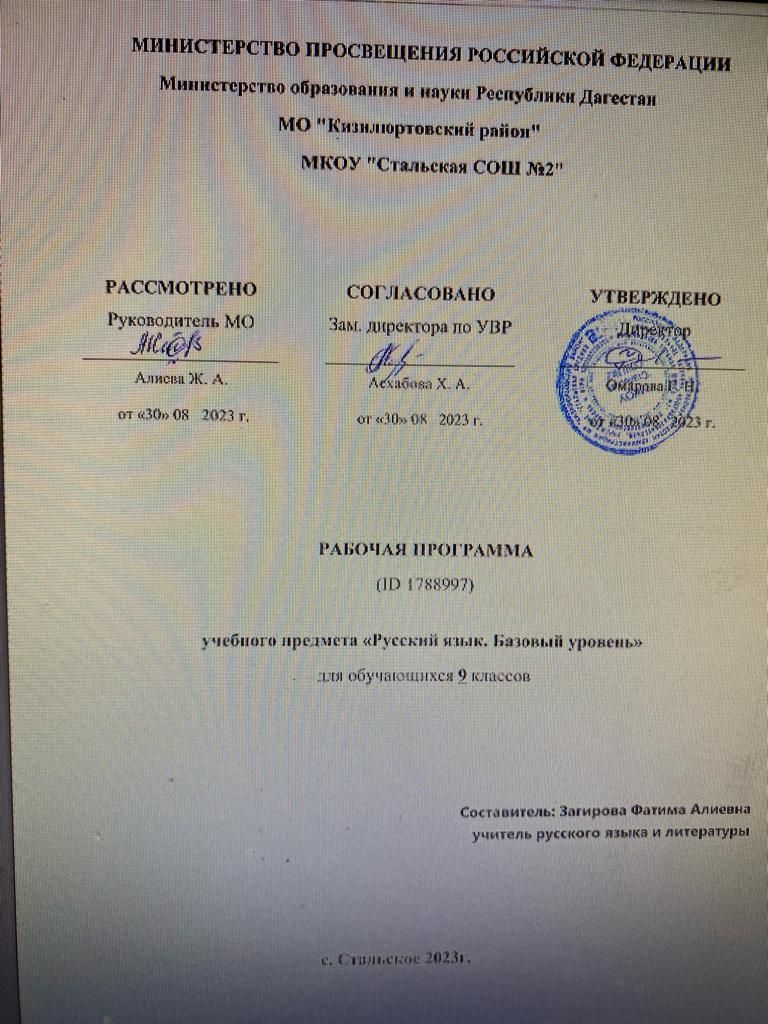 МИНИСТЕРСТВО ПРОСВЕЩЕНИЯ РОССИЙСКОЙ ФЕДЕРАЦИИ
Министерство образования и науки Республики Дагестан
МО "Кизилюртовский район"
МКОУ "Стальская СОШ №2"
РАССМОТРЕНО
Руководитель МО
Алиева Ж. А.
от «30» 08 2023 г.
СОГЛАСОВАНО
Зам. директора по УВР
Асхабова Х. А.
от «30» 08 2023 г.
УТВЕРЖДЕНО
Директор
Омарова Н.
от «30» 08 2023 г.
РАБОЧАЯ ПРОГРАММА
(ID 1788997)
учебного предмета «Русский язык. Базовый уровень»
для обучающихся 9 классов
Составитель: Загирова Фатима Алиевна
учитель русского языка и литературы
с. Стальское 2023г.